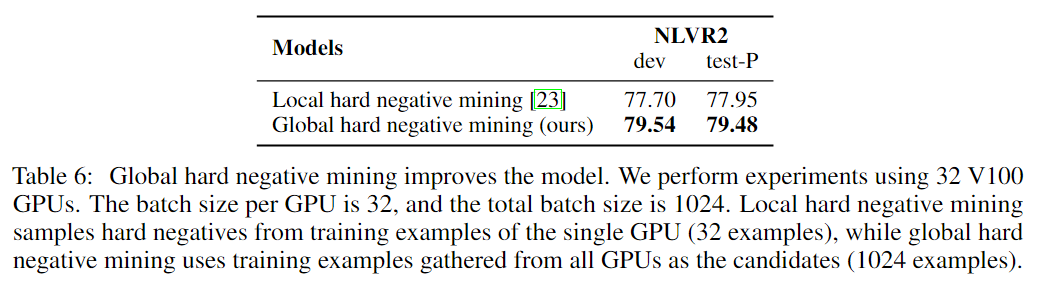 Models NLVR2
dev test-P
Local hard negative mining [23] 77.70 77.95
Global hard negative mining (ours) 79.54 79.48
Table 6: Global hard negative mining improves the model. We perform experiments using 32 V100
GPUs. The batch size per GPU is 32, and the total batch size is 1024. Local hard negative mining
samples hard negatives from training examples of the single GPU (32 examples), while global hard
negative mining uses training examples gathered from all GPUs as the candidates (1024 examples).